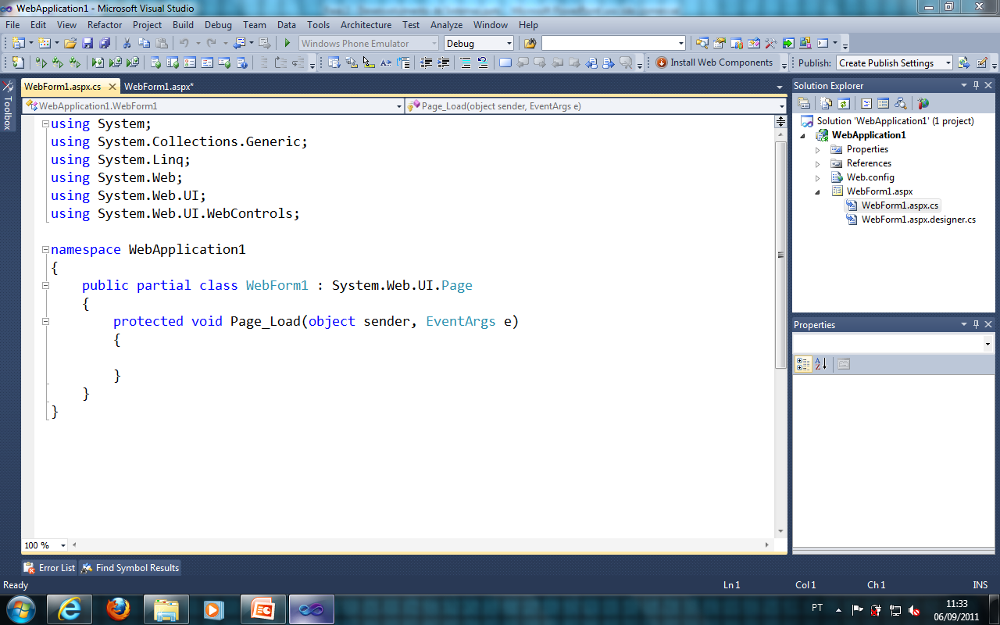 WebApplication1 - Microsoft Visual Studio
File Edit View Refactor Project Build Debug Team Data Tools Architecture Test Analyze Window Help
Windows Phone Emulator Debug
Install Web Components Publish: Create Publish Settings
Toolbox
WebForm1.aspx.cs WebForm1.aspx*
WebApplication1.WebForm1 Page_Load(object sender, EventArgs e)
using System;
using System.Collections.Generic;
using System.Linq;
using System.Web;
using System.Web.UI;
using System.Web.UI.WebControls;
namespace WebApplication1
{
public partial class WebForm1 : System.Web.UI.Page
{
protected void Page_Load(object sender, EventArgs e)
{
}
}
}
100 %
Solution Explorer
Solution 'WebApplication1' (1 project)
WebApplication1
Properties
References
Web.config
WebForm1.aspx
WebForm1.aspx.cs
WebForm1.aspx.designer.cs
Properties
Error List Find Symbol Results
Ready Ln 1 Col 1 Ch 1 INS
PT 11:33
06/09/2011